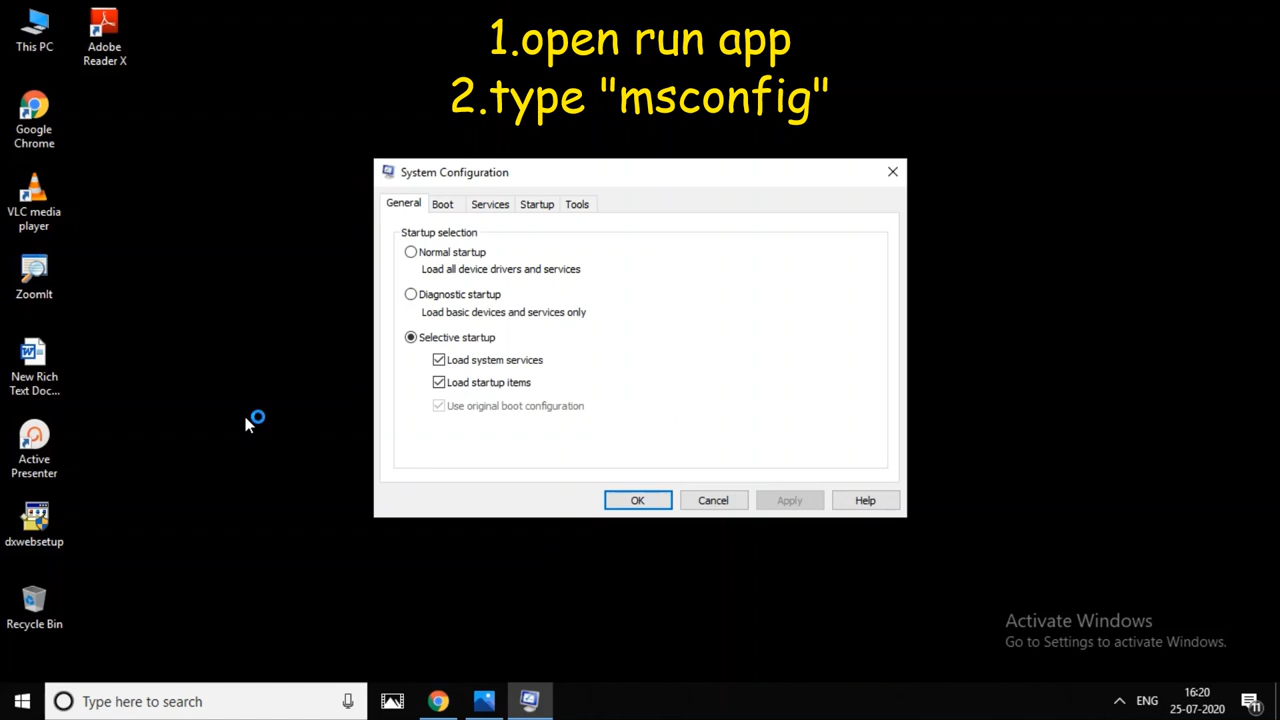 1.open run app
2.type "msconfig"
This PC
Adobe
Reader X
Google
Chrome
VLC media
player
ZoomIt
New Rich
Text Doc...
Active
Presenter
dxwebsetup
Recycle Bin
System Configuration
General Boot Services Startup Tools
Startup selection
Normal startup
Load all device drivers and services
Diagnostic startup
Load basic devices and services only
Selective startup
Load system services
Load startup items
Use original boot configuration
OK Cancel Apply Help
Activate Windows
Go to Settings to activate Windows.
Type here to search
ENG
16:20
25-07-2020
11